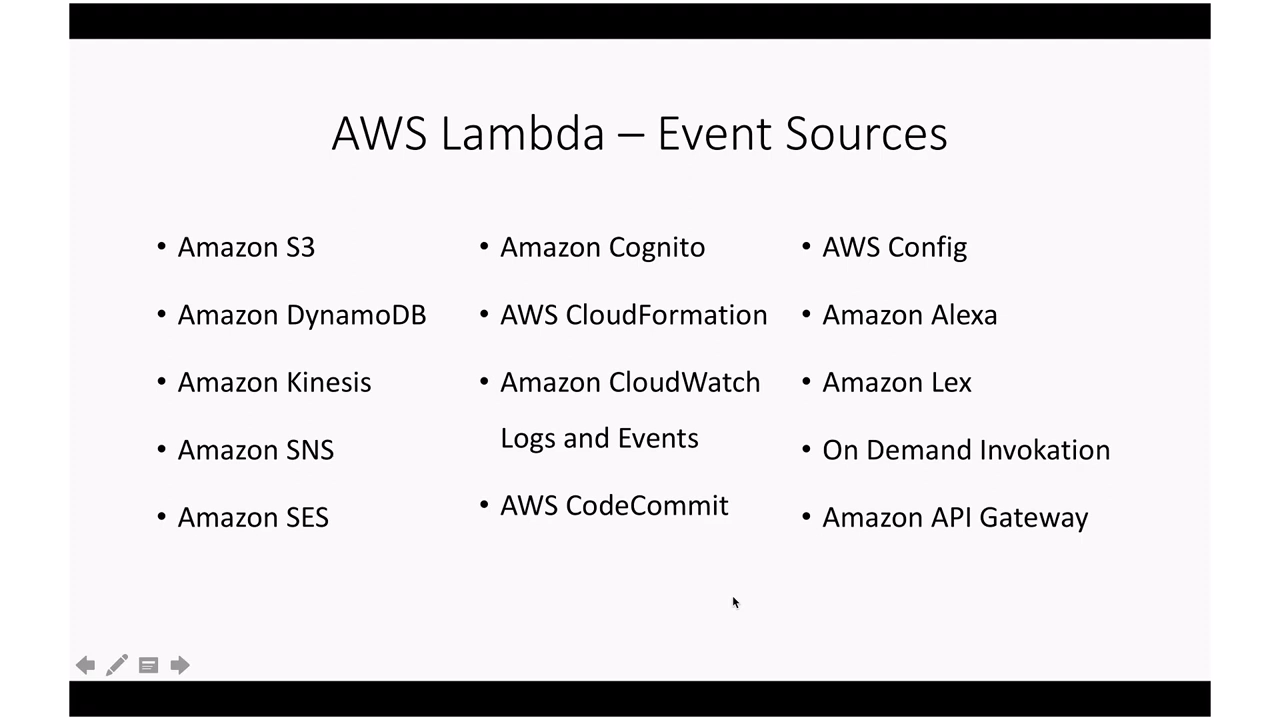 AWS Lambda – Event Sources
• Amazon S3
• Amazon DynamoDB
• Amazon Kinesis
• Amazon SNS
• Amazon SES
• Amazon Cognito
• AWS CloudFormation
• Amazon CloudWatch
Logs and Events
• AWS CodeCommit
• AWS Config
• Amazon Alexa
• Amazon Lex
• On Demand Invokation
• Amazon API Gateway